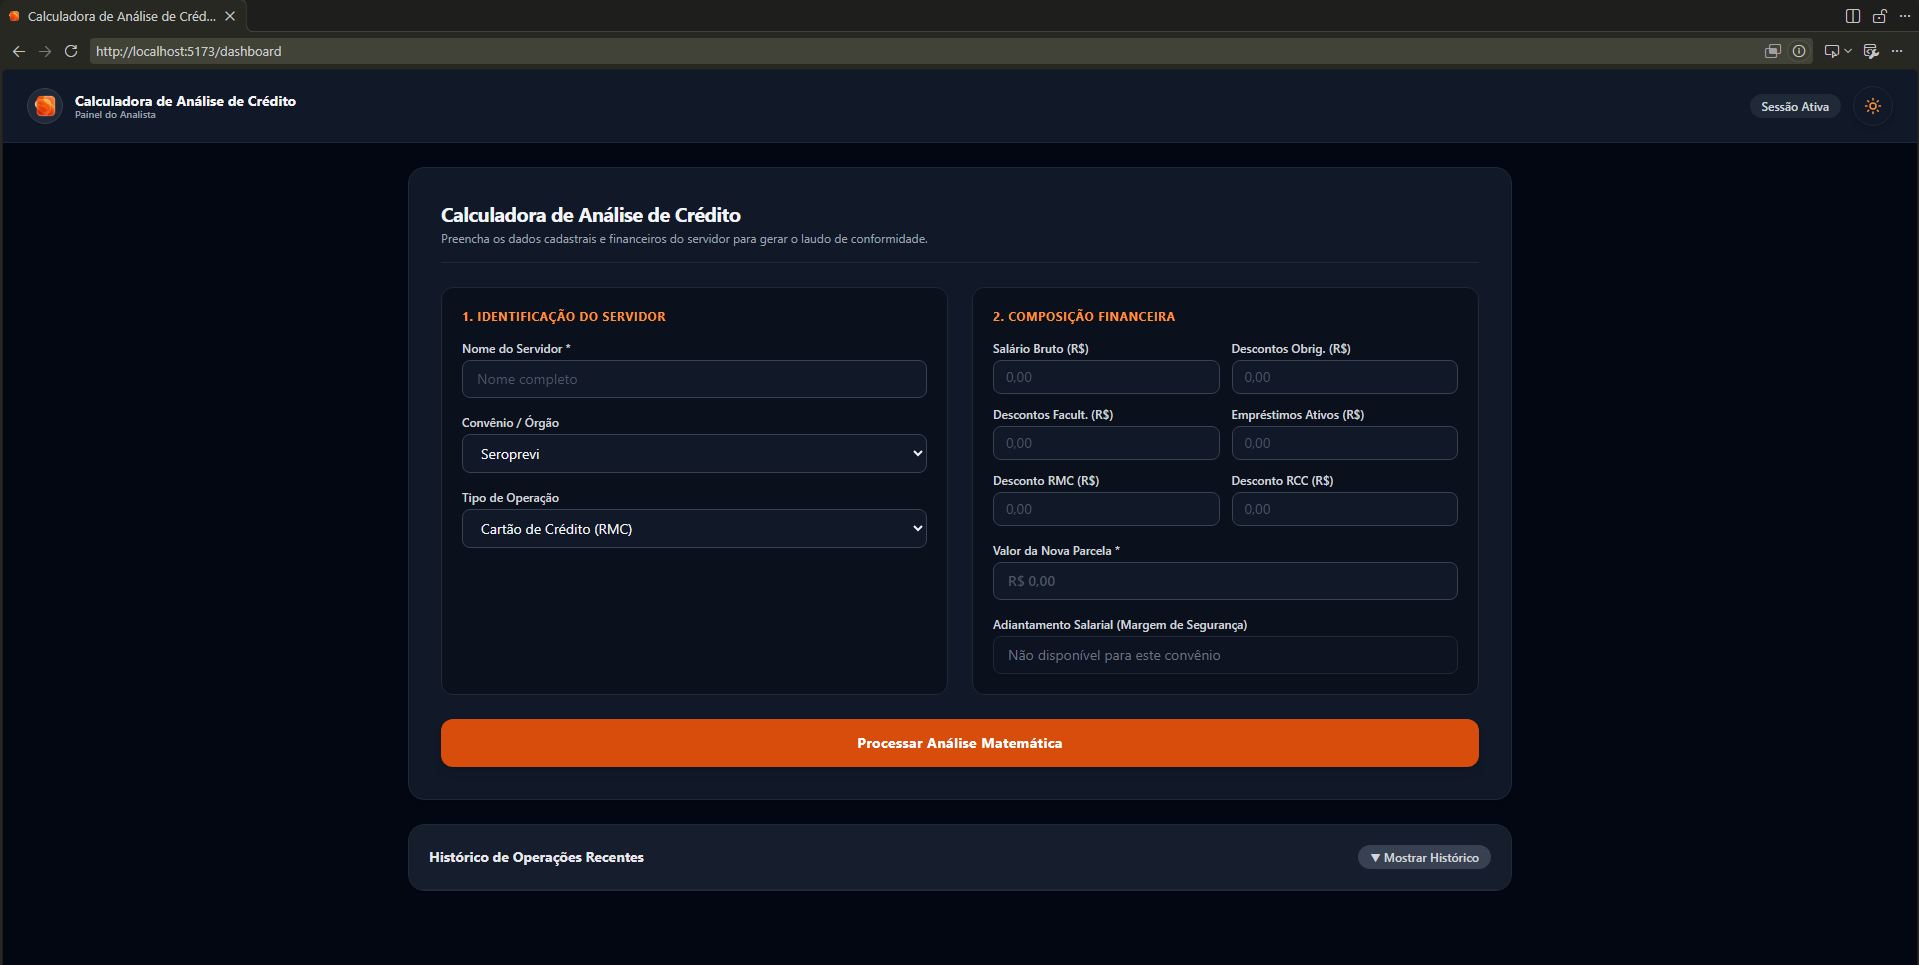 Calculadora de Análise de Créd...
http://localhost:5173/dashboard
Calculadora de Análise de Crédito
Painel do Analista
Sessão Ativa
Calculadora de Análise de Crédito
Preencha os dados cadastrais e financeiros do servidor para gerar o laudo de conformidade.
1. IDENTIFICAÇÃO DO SERVIDOR
Nome do Servidor *
Nome completo
Convênio / Órgão
Seroprevi
Tipo de Operação
Cartão de Crédito (RMC)
2. COMPOSIÇÃO FINANCEIRA
Salário Bruto (R$) Descontos Obrig. (R$)
0,00 0,00
Descontos Facult. (R$) Empréstimos Ativos (R$)
0,00 0,00
Desconto RMC (R$) Desconto RCC (R$)
0,00 0,00
Valor da Nova Parcela *
R$ 0,00
Adiantamento Salarial (Margem de Segurança)
Não disponível para este convênio
Processar Análise Matemática
Histórico de Operações Recentes
▼ Mostrar Histórico